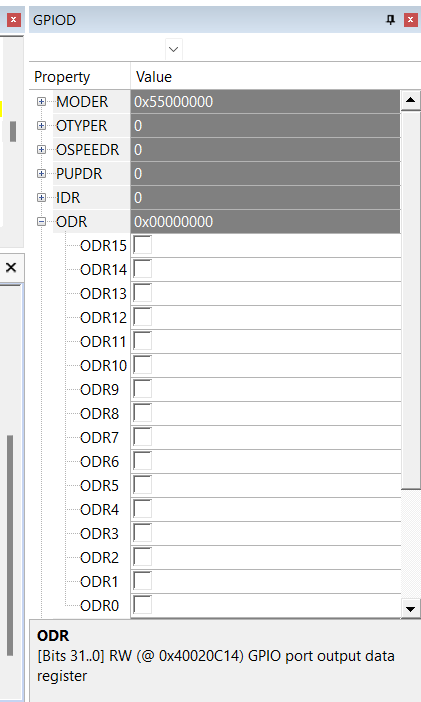 GPIOD
Property Value
MODER 0x55000000
OTYPER 0
OSPEEDR 0
PUPDR 0
IDR 0
ODR 0x00000000
ODR15
ODR14
ODR13
ODR12
ODR11
ODR10
ODR9
ODR8
ODR7
ODR6
ODR5
ODR4
ODR3
ODR2
ODR1
ODR0
ODR
[Bits 31..0] RW (@ 0x40020C14) GPIO port output data
register